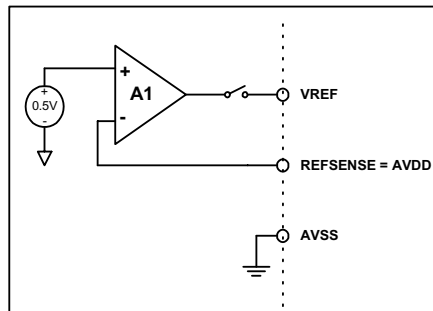 +
+
0.5V
-
A1
-
VREF
REFSENSE = AVDD
AVSS